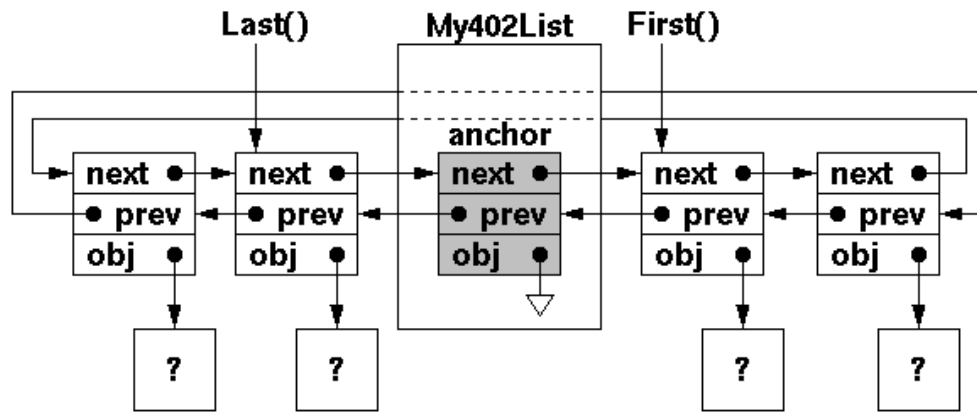 Last() My402List First()
anchor
next next next next next
prev prev prev prev prev
obj obj obj obj obj
? ? ? ?